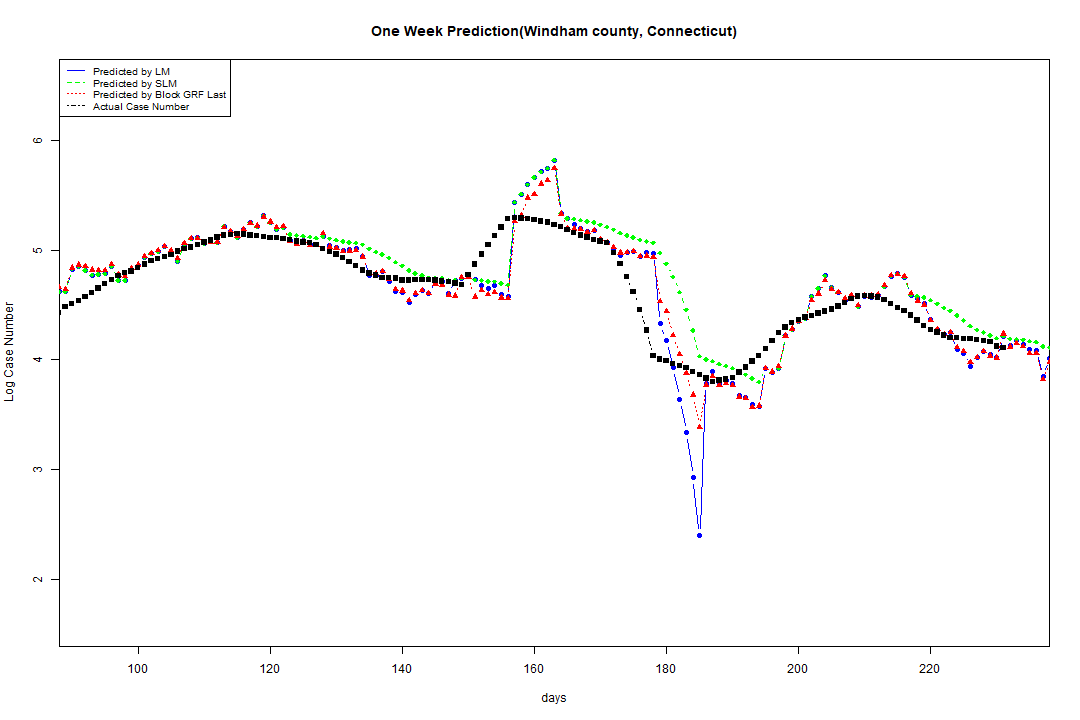 One Week Prediction(Windham county, Connecticut)
Predicted by LM
Predicted by SLM
Predicted by Block GRF Last
Actual Case Number
Log Case Number
6
5
4
3
2
100 120 140 160 180 200 220
days